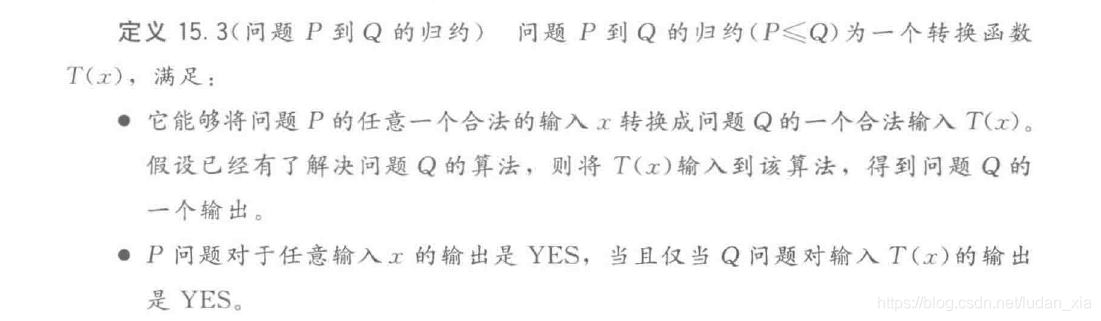 定义 15.3(问题 P 到 Q 的归约) 问题 P 到 Q 的归约(P≤Q)为一个转换函数
T(x)，满足：
● 它能够将问题 P 的任意一个合法的输入 x 转换成问题 Q 的一个合法输入 T(x)。
假设已经有了解决问题 Q 的算法，则将 T(x)输入到该算法，得到问题 Q 的
一个输出。
● P 问题对于任意输入 x 的输出是 YES，当且仅当 Q 问题对输入 T(x)的输出
是 YES。
https://blog.csdn.net/ludan_xia